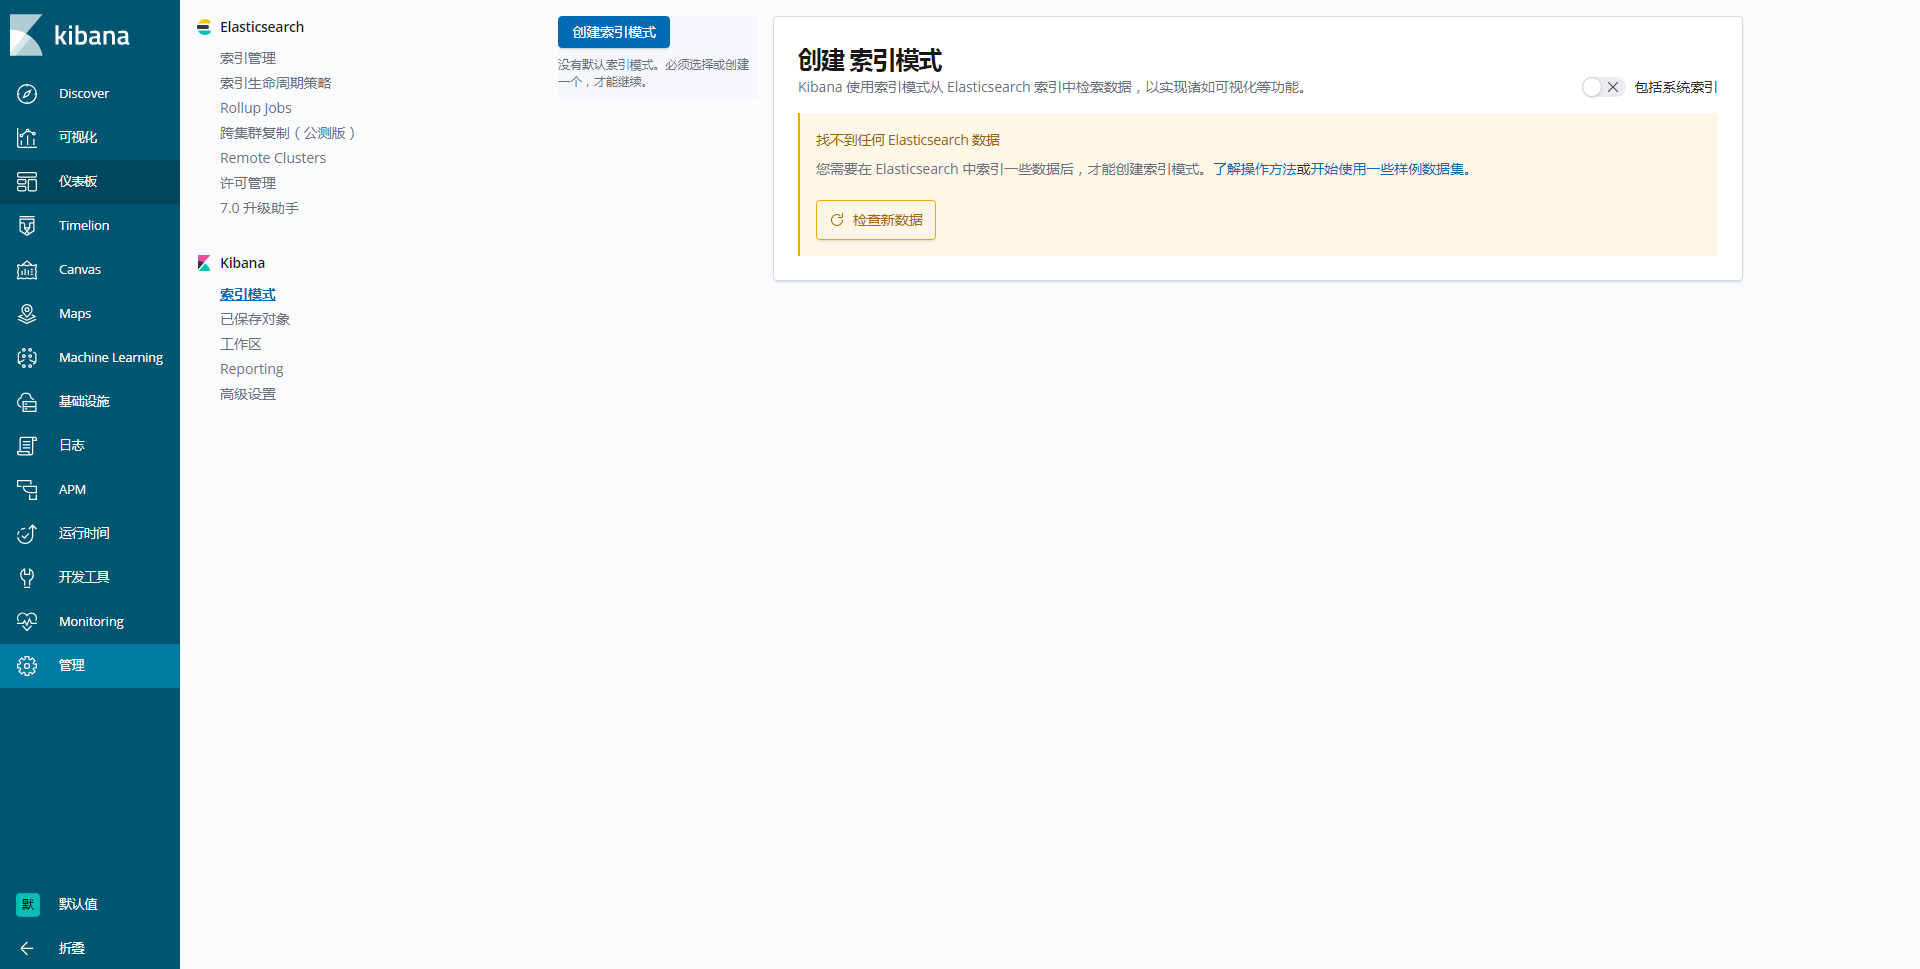 kibana
Discover
可视化
仪表板
Timelion
Canvas
Maps
Machine Learning
基础设施
日志
APM
运行时间
开发工具
Monitoring
管理
默 默认值
折叠
Elasticsearch
索引管理
索引生命周期策略
Rollup Jobs
跨集群复制（公测版）
Remote Clusters
许可管理
7.0 升级助手
Kibana
索引模式
已保存对象
工作区
Reporting
高级设置
创建索引模式
没有默认索引模式。必须选择或创建
一个，才能继续。
创建 索引模式
Kibana 使用索引模式从 Elasticsearch 索引中检索数据，以实现诸如可视化等功能。
包括系统索引
找不到任何 Elasticsearch 数据
您需要在 Elasticsearch 中索引一些数据后，才能创建索引模式。了解操作方法或开始使用一些样例数据集。
检查新数据